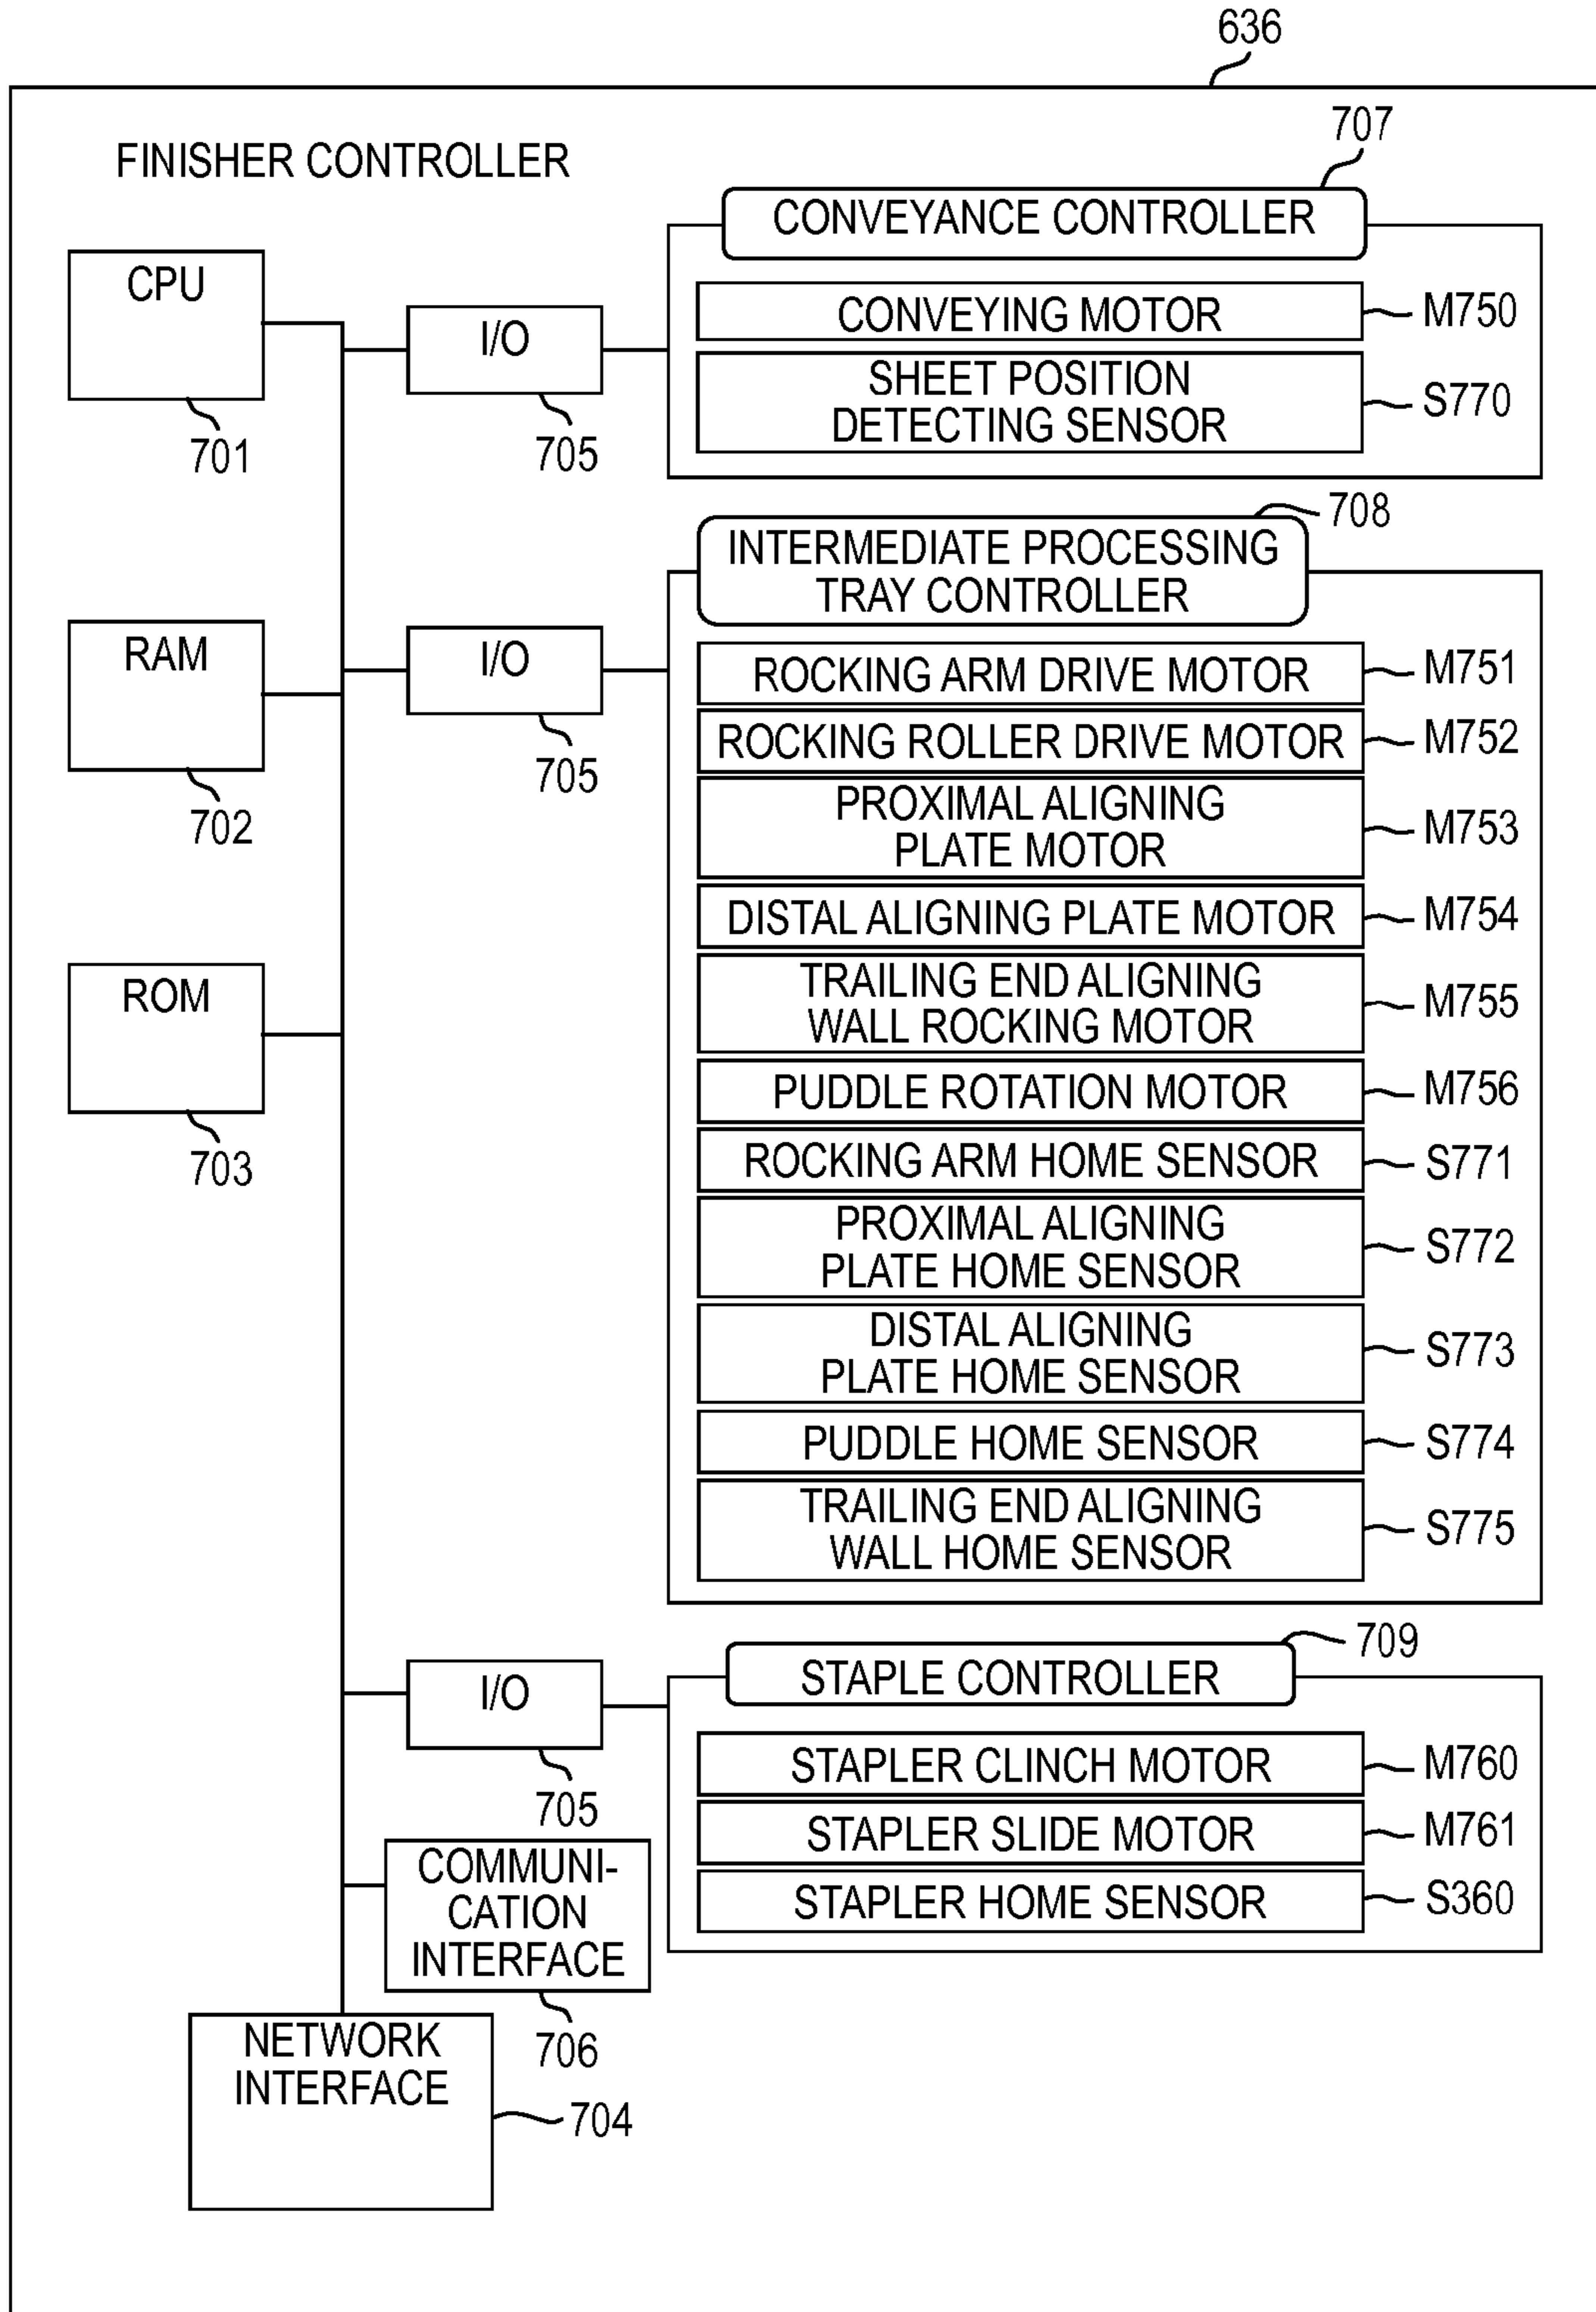 636
FINISHER CONTROLLER
707
CONVEYANCE CONTROLLER
CPU
701
I/O
705
CONVEYING MOTOR
M750
SHEET POSITION
DETECTING SENSOR
S770
708
INTERMEDIATE PROCESSING
TRAY CONTROLLER
RAM
702
I/O
705
ROCKING ARM DRIVE MOTOR
M751
ROCKING ROLLER DRIVE MOTOR
M752
PROXIMAL ALIGNING
PLATE MOTOR
M753
DISTAL ALIGNING PLATE MOTOR
M754
ROM
703
TRAILING END ALIGNING
WALL ROCKING MOTOR
M755
PUDDLE ROTATION MOTOR
M756
ROCKING ARM HOME SENSOR
S771
PROXIMAL ALIGNING
PLATE HOME SENSOR
S772
DISTAL ALIGNING
PLATE HOME SENSOR
S773
PUDDLE HOME SENSOR
S774
TRAILING END ALIGNING
WALL HOME SENSOR
S775
709
STAPLE CONTROLLER
I/O
705
STAPLER CLINCH MOTOR
M760
STAPLER SLIDE MOTOR
M761
STAPLER HOME SENSOR
S360
COMMUNI-
CATION
INTERFACE
706
NETWORK
INTERFACE
704